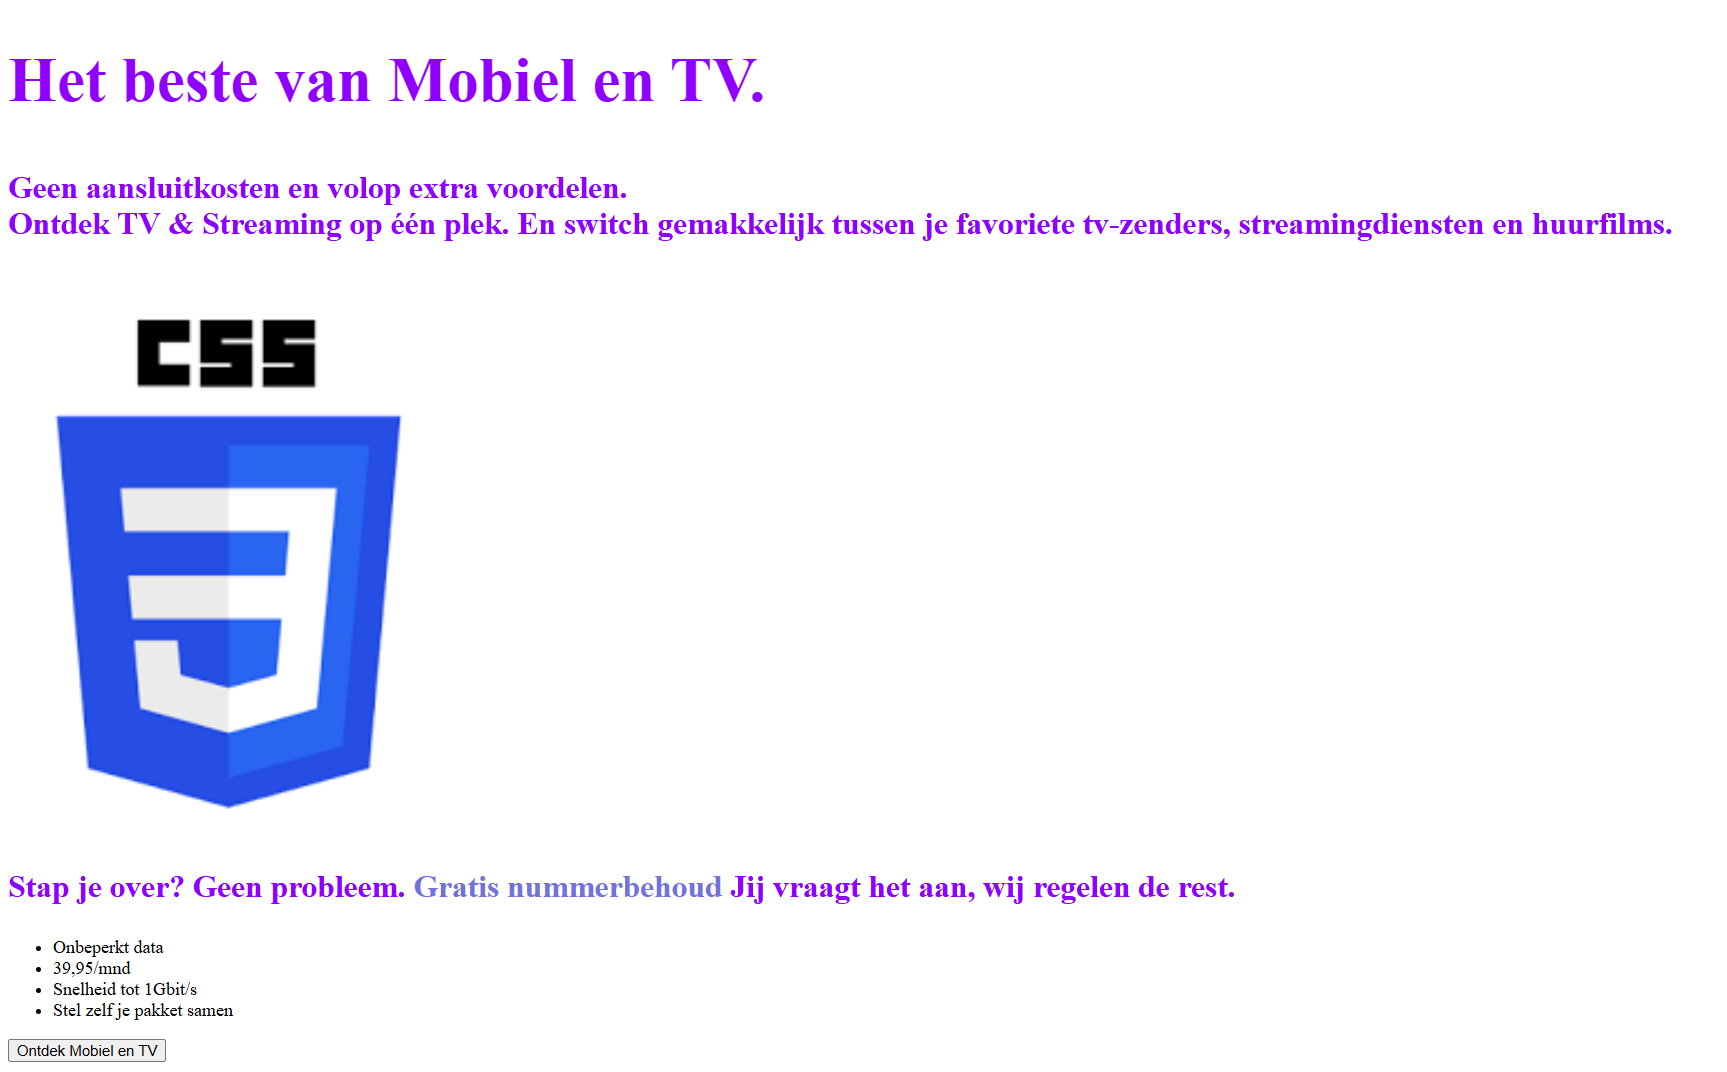 Het beste van Mobiel en TV.
Geen aansluitkosten en volop extra voordelen.
Ontdek TV & Streaming op één plek. En switch gemakkelijk tussen je favoriete tv-zenders, streamingdiensten en huurfilms.
CSS
Stap je over? Geen probleem. Gratis nummerbehoud Jij vraagt het aan, wij regelen de rest.
Onbeperkt data
39,95/mnd
Snelheid tot 1Gbit/s
Stel zelf je pakket samen
Ontdek Mobiel en TV